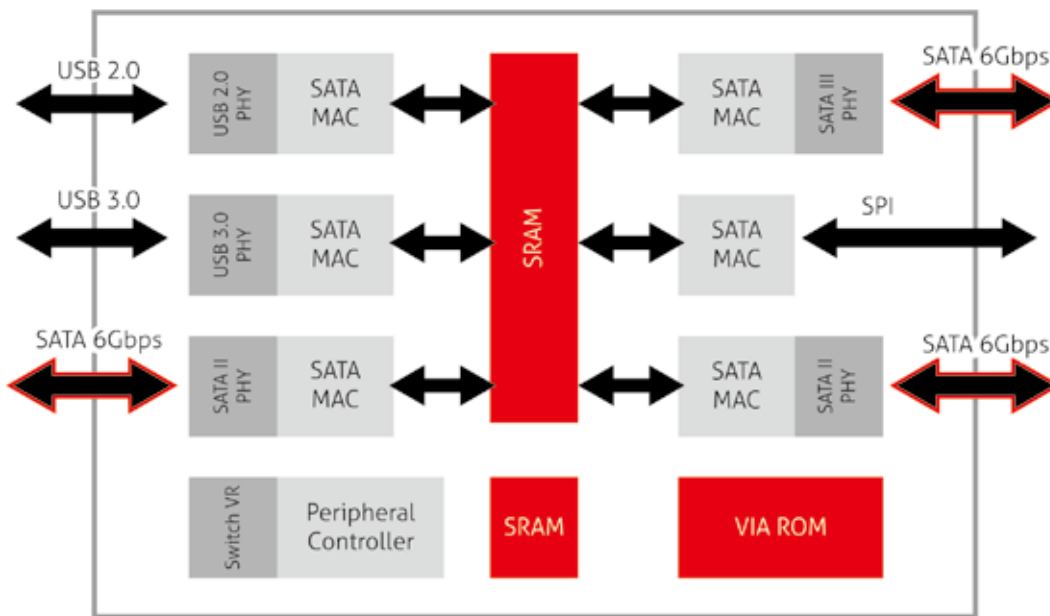 USB 2.0
USB 2.0
PHY
SATA
MAC
SRAM
SATA
MAC
SATA III
PHY
SATA 6Gbps
USB 3.0
USB 3.0
PHY
SATA
MAC
SATA
MAC
SPI
SATA 6Gbps
SATA II
PHY
SATA
MAC
SATA
MAC
SATA II
PHY
SATA 6Gbps
Switch VR
Peripheral
Controller
SRAM
VIA ROM